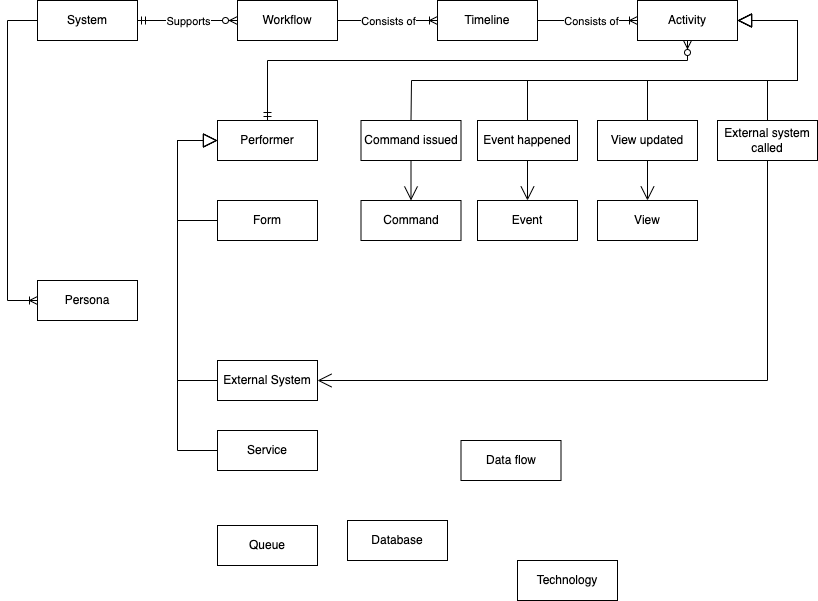 System
Supports
Workflow
Consists of
Timeline
Consists of
Activity
Performer
Command issued
Event happened
View updated
External system
called
Form
Command
Event
View
Persona
External System
Service
Data flow
Queue
Database
Technology